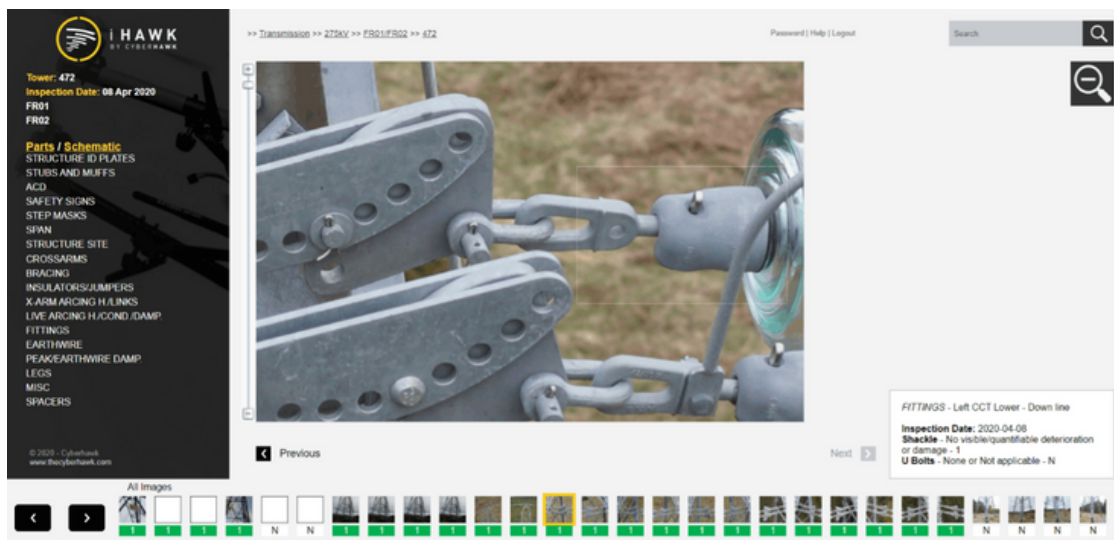 iHAWK
BY CYBERHAWK
Tower: 472
Inspection Date: 08 Apr 2020
FR01
FR02
Parts / Schematic
STRUCTURE ID PLATES
STUBS AND MUFFS
ACD
SAFETY SIGNS
STEP MASKS
SPAN
STRUCTURE SITE
CROSSARMS
BRACING
INSULATORS/JUMPERS
X-ARM ARCING H./LINKS
LIVE ARCING H./COND./DAMP.
FITTINGS
EARTHWIRE
PEAK/EARTHWIRE DAMP.
LEGS
MISC
SPACERS
© 2020 - Cyberhawk
www.thecyberhawk.com
>> Transmission >> 275kV >> FR01/FR02 >> 472
Password | Help | Logout
Search
Previous
Next
FITTINGS - Left CCT Lower - Down line
Inspection Date: 2020-04-08
Shackle - No visible/quantifiable deterioration
or damage - 1
U Bolts - None or Not applicable - N
All Images
1 1 1 1 N N 1 1 1 1 1 1 1 1 1 1 1 1 1 1 1 1 1 1 N N N N